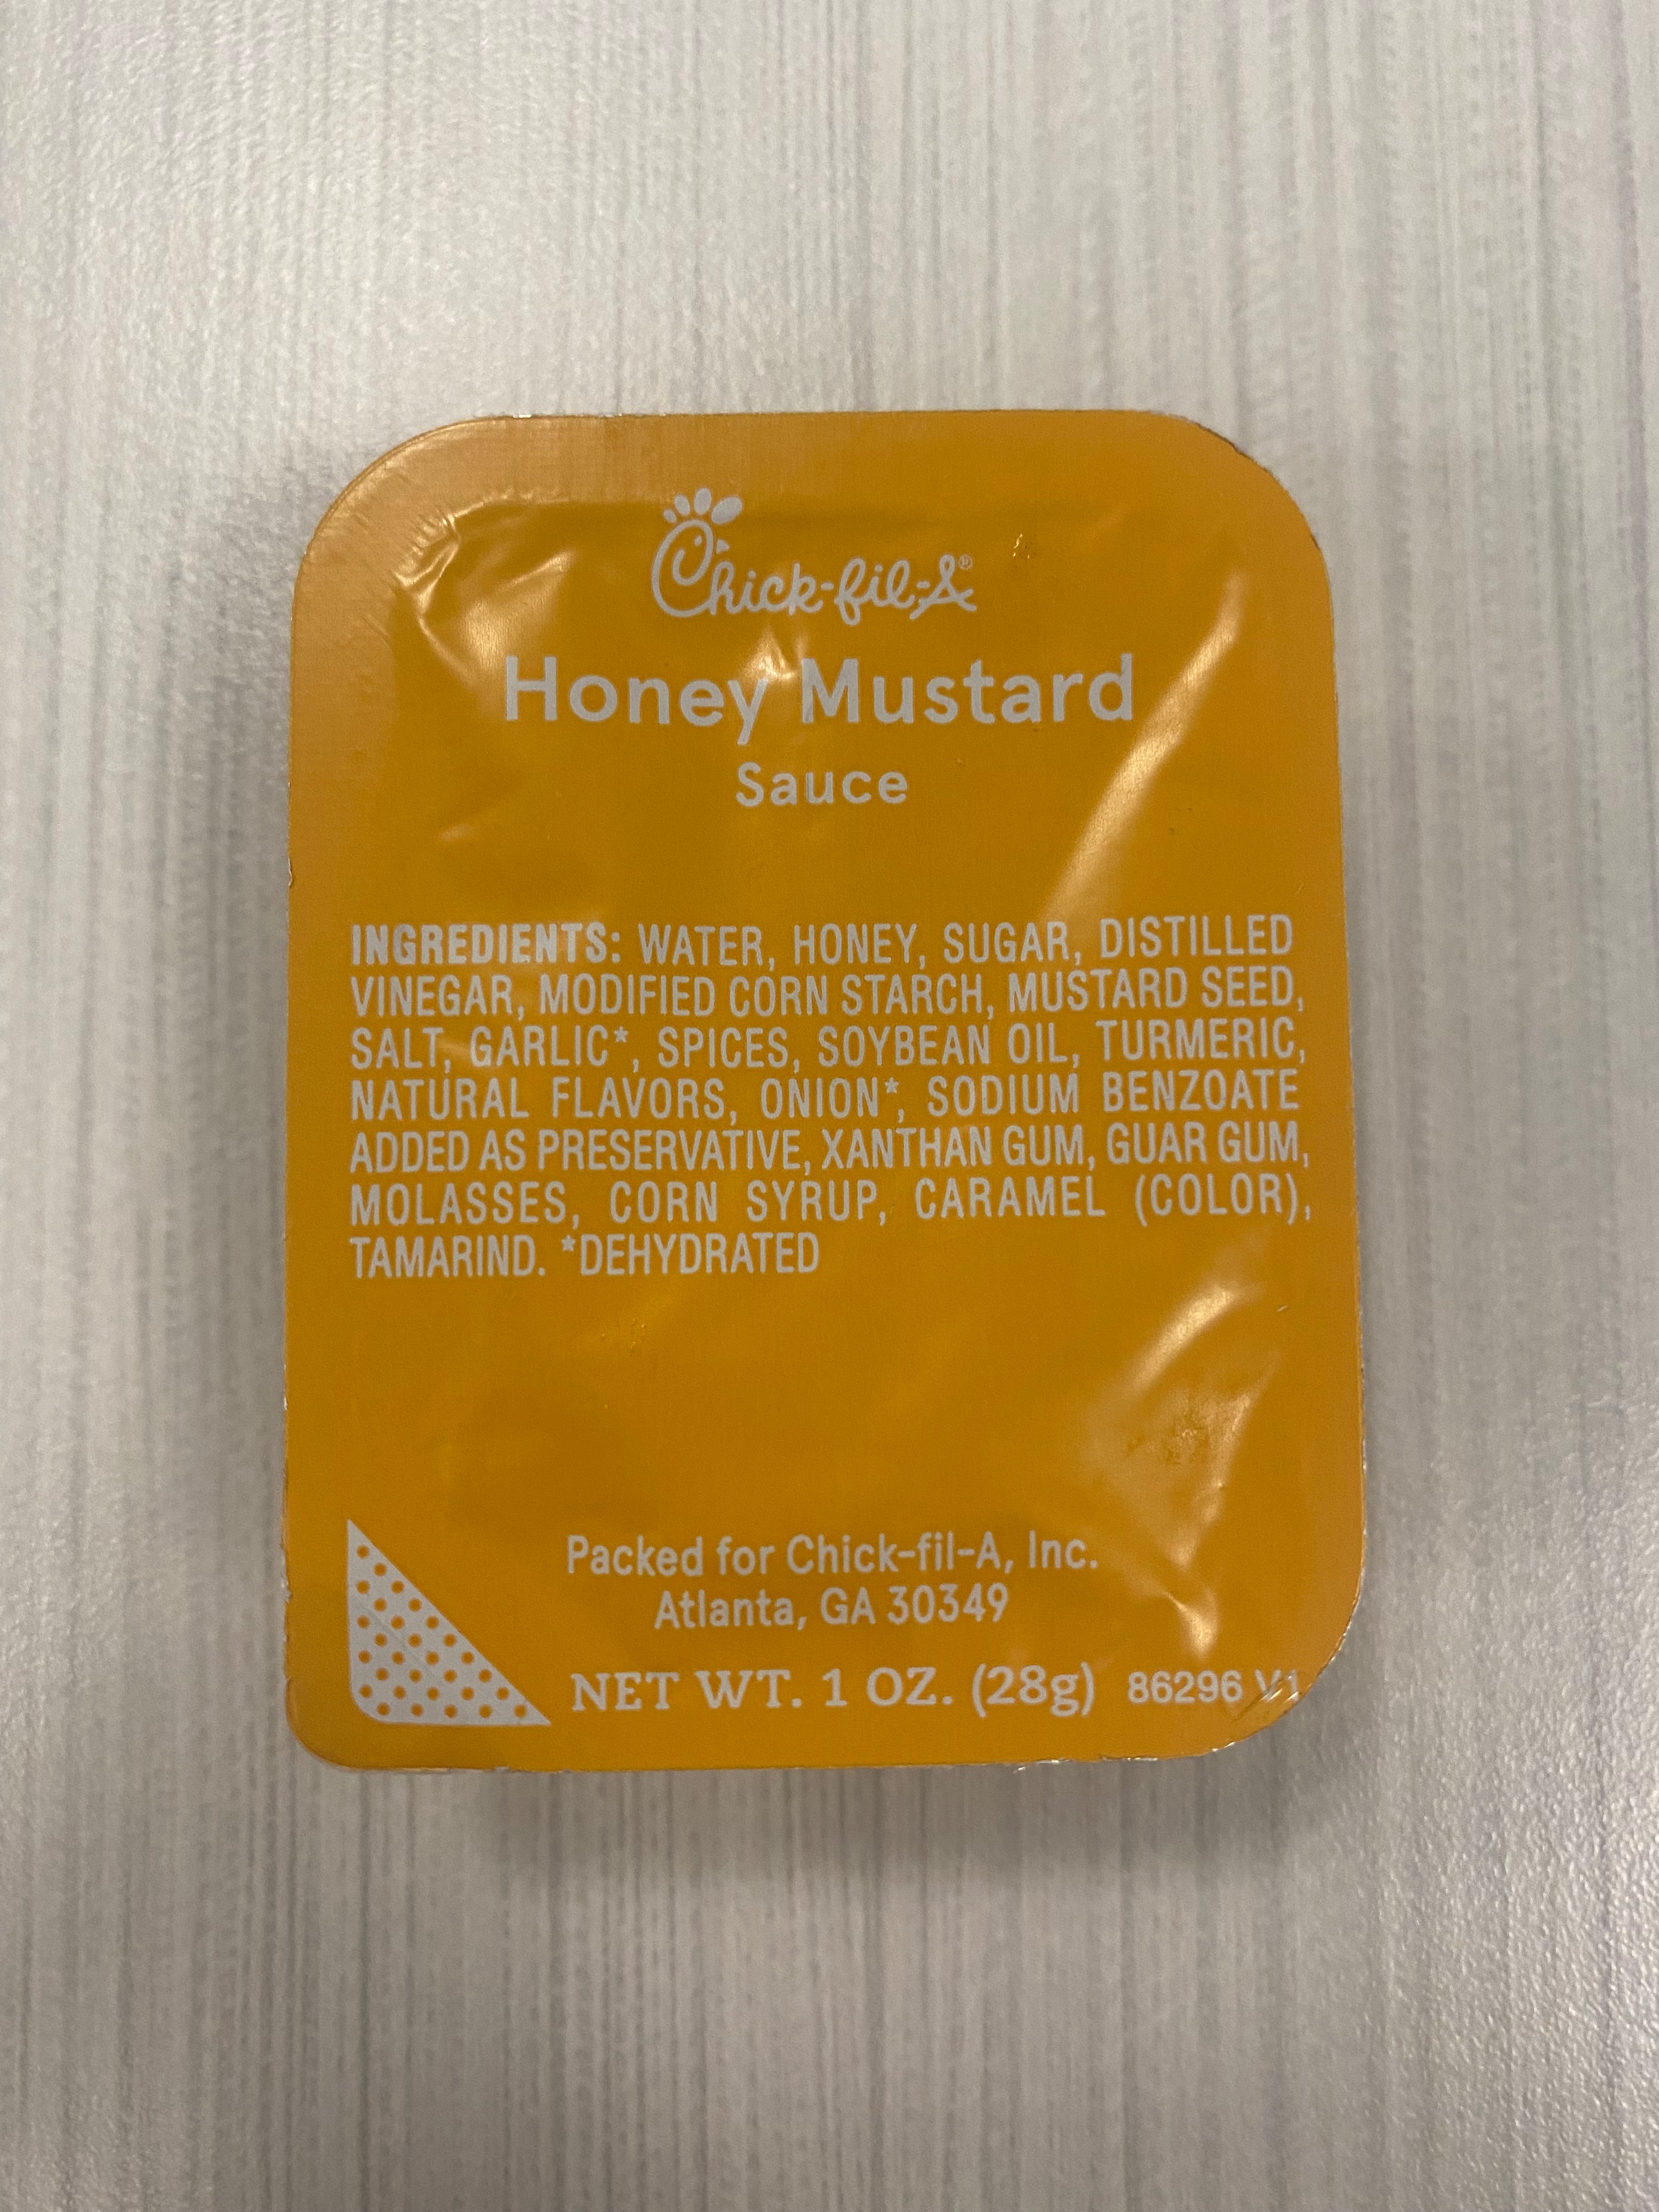 Chick-fil-A®
Honey Mustard
Sauce
INGREDIENTS: WATER, HONEY, SUGAR, DISTILLED
VINEGAR, MODIFIED CORN STARCH, MUSTARD SEED,
SALT, GARLIC*, SPICES, SOYBEAN OIL, TURMERIC,
NATURAL FLAVORS, ONION*, SODIUM BENZOATE
ADDED AS PRESERVATIVE, XANTHAN GUM, GUAR GUM,
MOLASSES, CORN SYRUP, CARAMEL (COLOR),
TAMARIND. *DEHYDRATED
Packed for Chick-fil-A, Inc.
Atlanta, GA 30349
NET WT. 1 OZ. (28g) 86296 V1